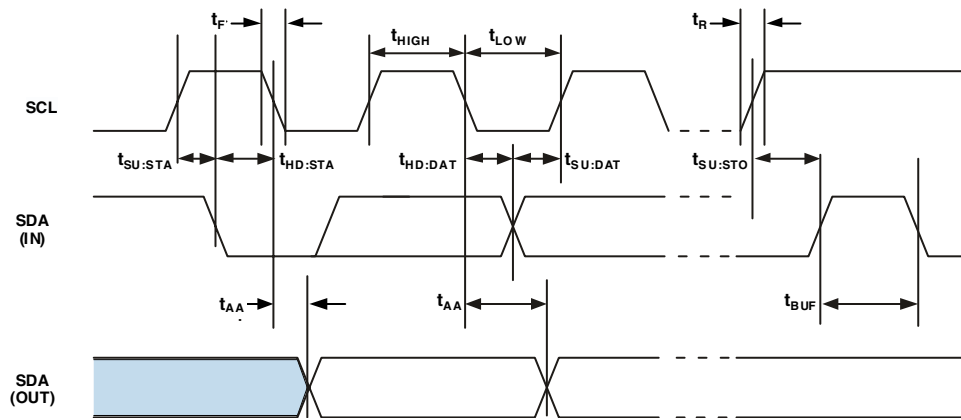 tF
tR
tHIGH
tLOW
SCL
tSU:STA
tHD:STA
tHD:DAT
tSU:DAT
tSU:STO
SDA
(IN)
tAA
tAA
tBUF
SDA
(OUT)